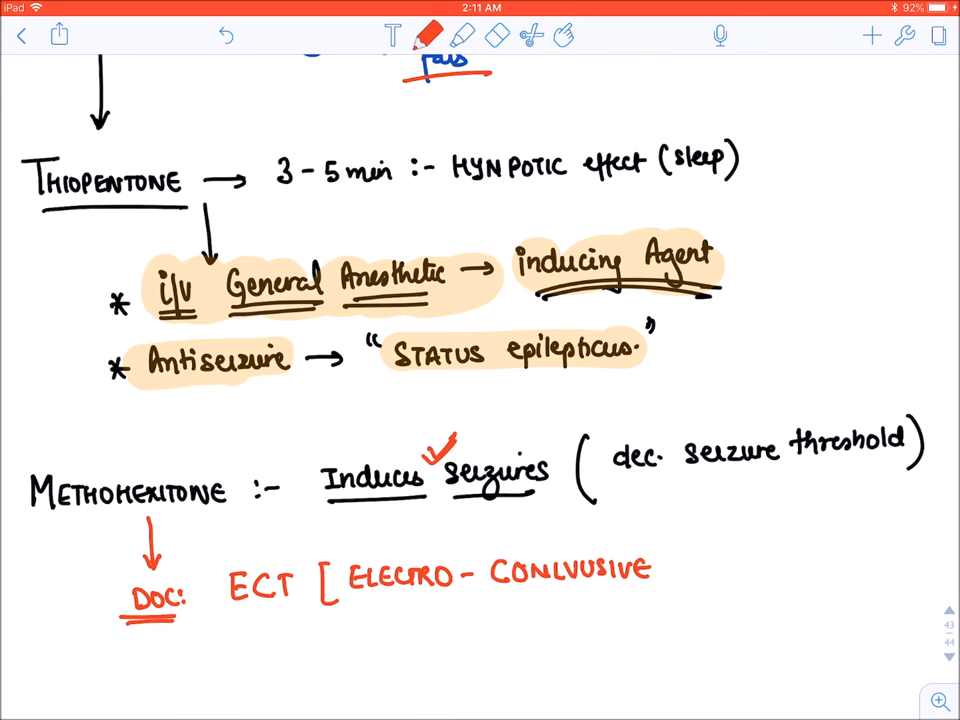 iPad 2:11 AM 92%
T
THIOPENTONE → 3 - 5 min :- HYNPOTIC effect (sleep)
* i/v General Anesthetic → inducing Agent
* Antiseizure → "STATUS epilepticus."
METHOHEXITONE :- Induces seizures (dec. seizure threshold)
DOC: ECT [ELECTRO - CONLVUSIVE
43
44